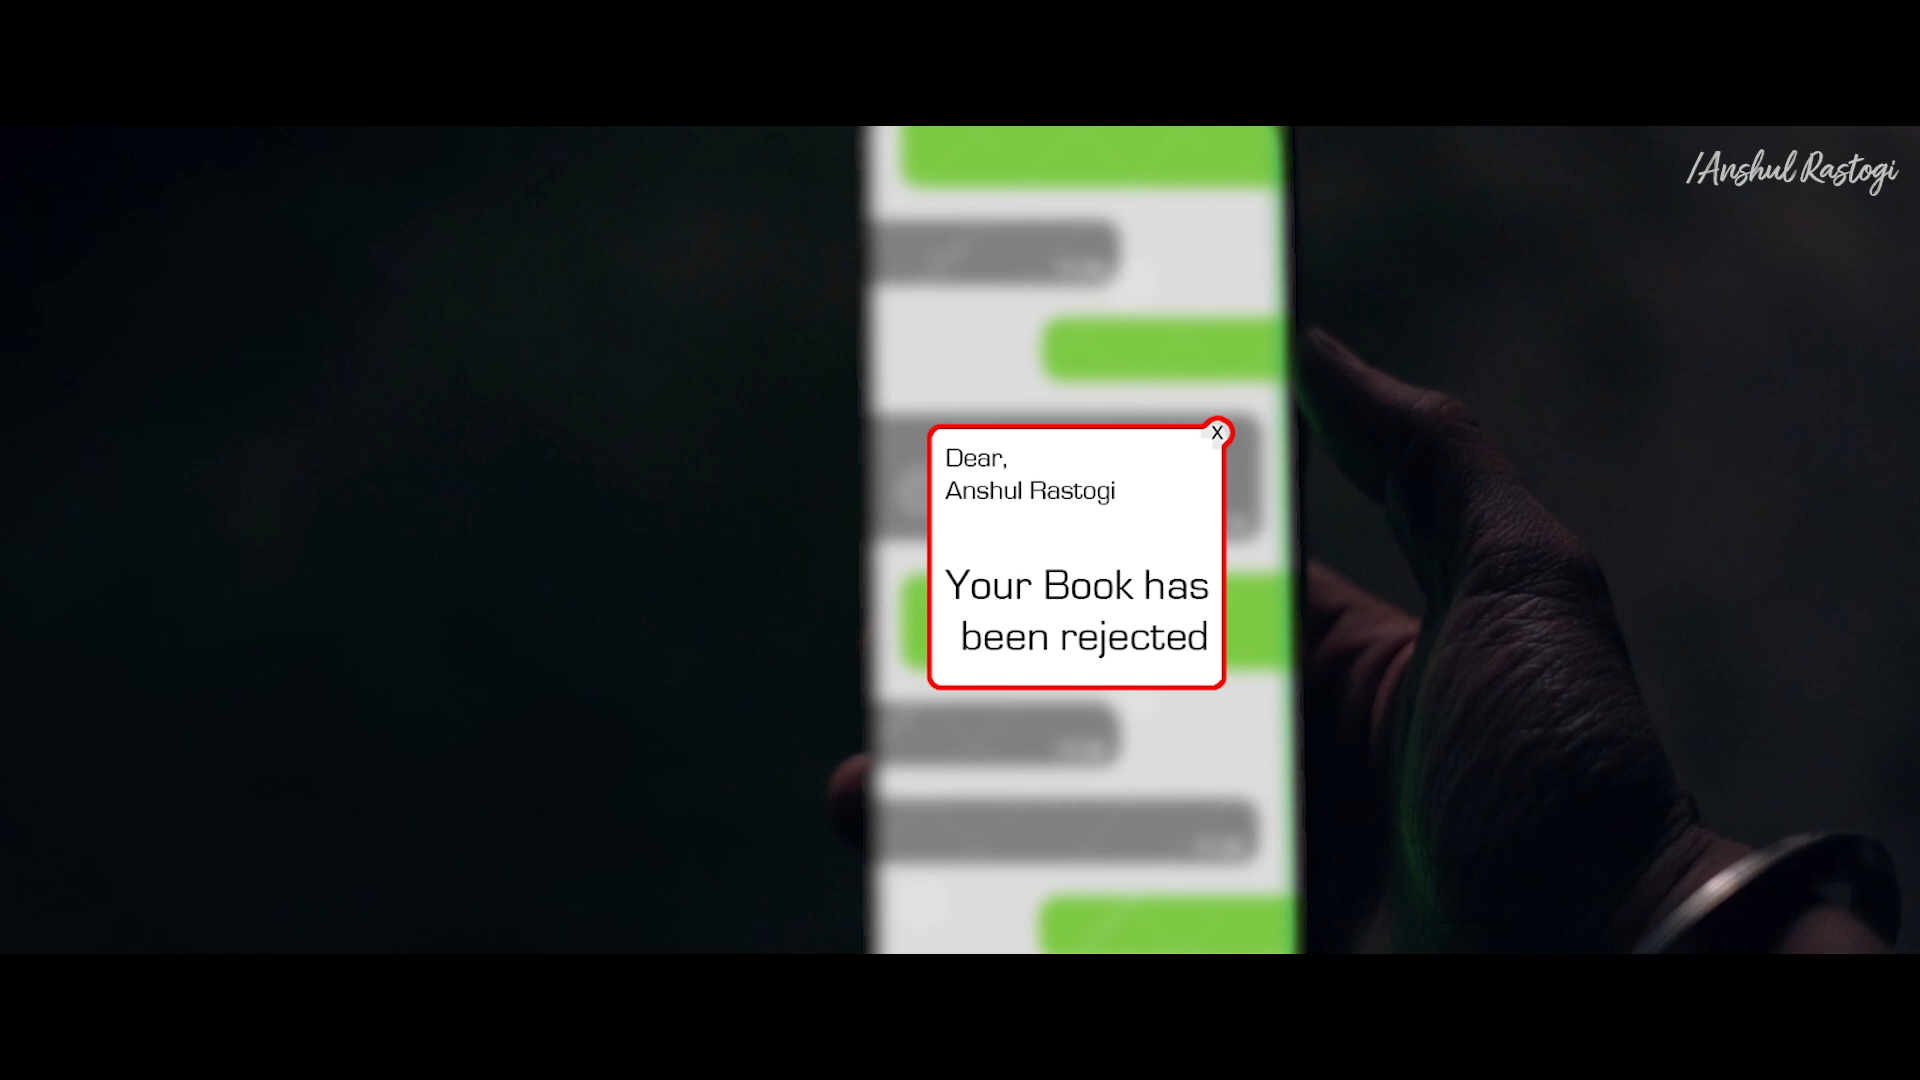 /Anshul Rastogi
X
Dear,
Anshul Rastogi
Your Book has
been rejected